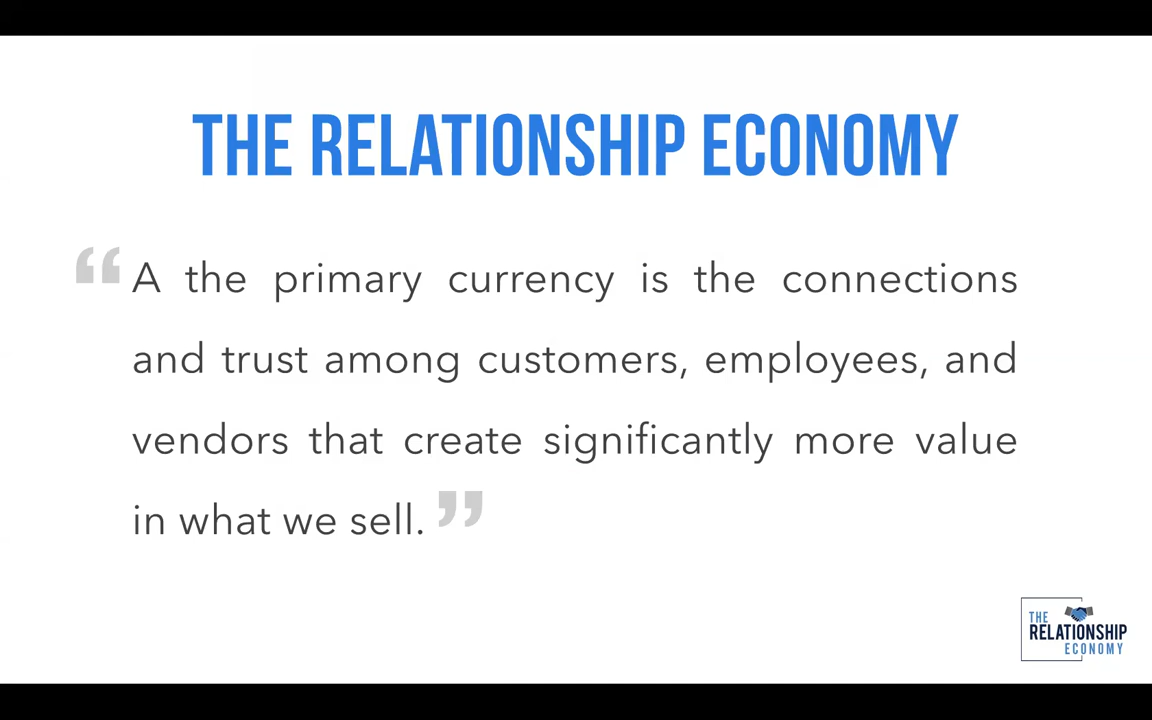 THE RELATIONSHIP ECONOMY
“ A the primary currency is the connections
and trust among customers, employees, and
vendors that create significantly more value
in what we sell. ”
THE
RELATIONSHIP
ECONOMY